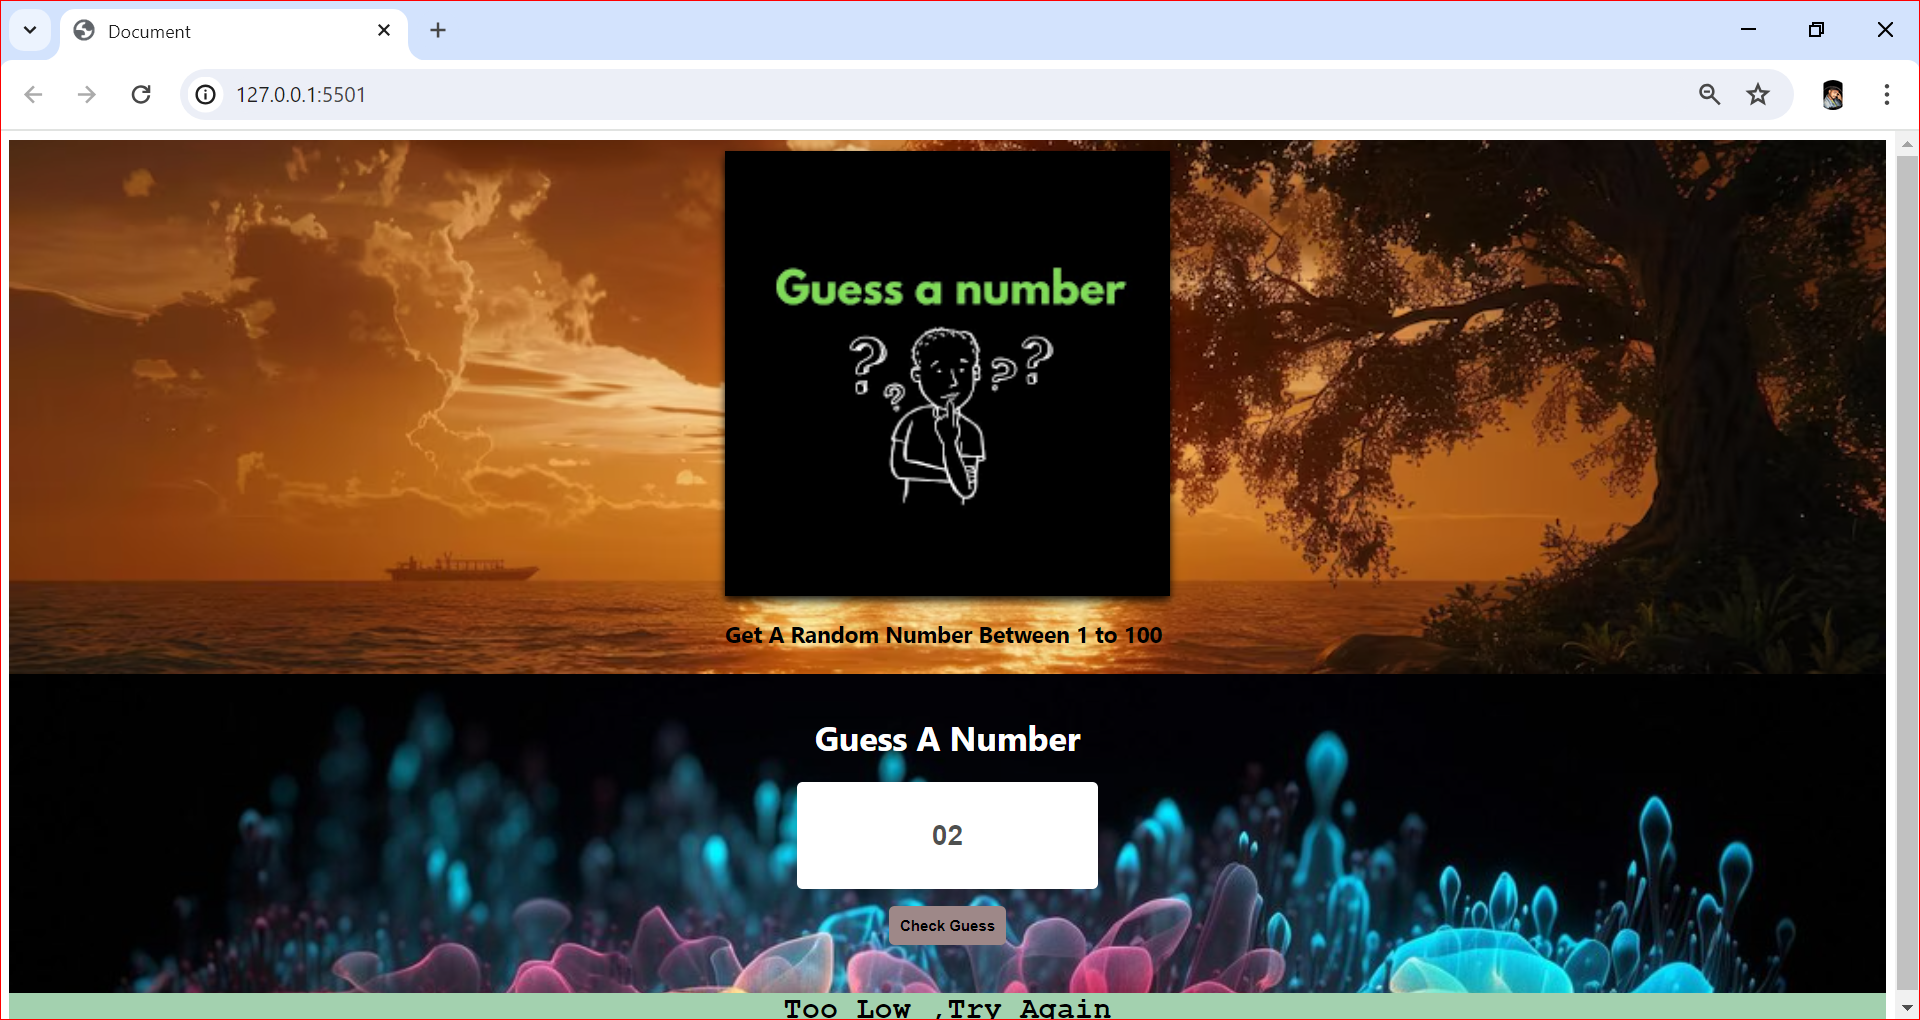 Document
127.0.0.1:5501
Guess a number
? ? ? ?
Get A Random Number Between 1 to 100
Guess A Number
02
Check Guess
Too Low ,Try Again